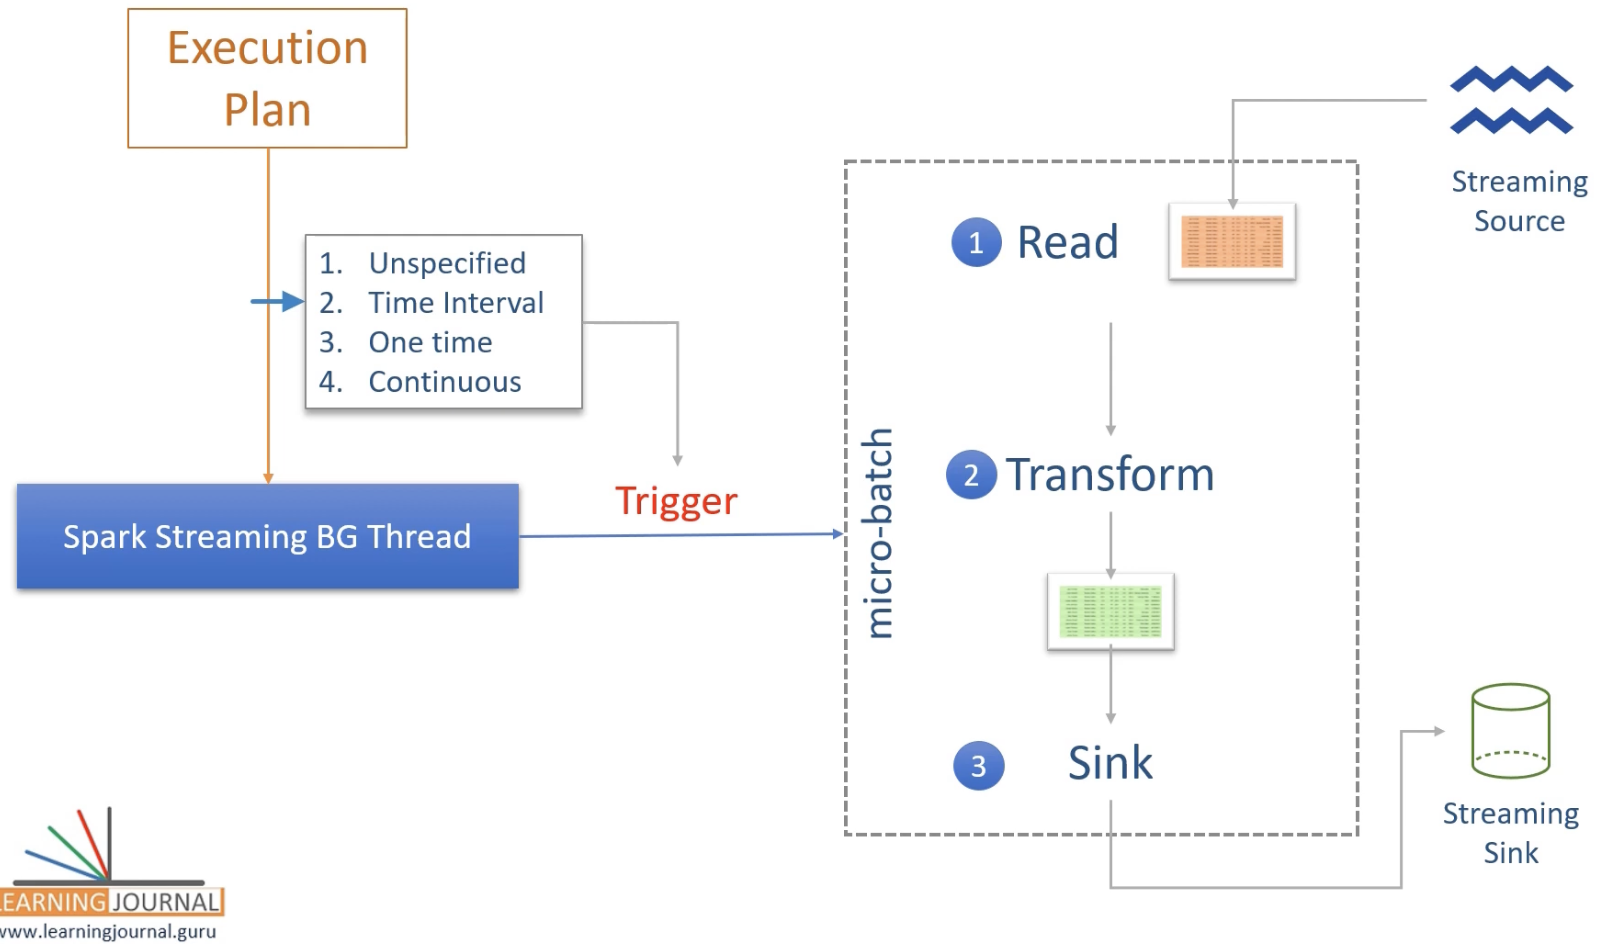 Execution
Plan
1. Unspecified
2. Time Interval
3. One time
4. Continuous
Spark Streaming BG Thread
Trigger
micro-batch
1 Read
2 Transform
3 Sink
Streaming
Source
Streaming
Sink
LEARNING JOURNAL
www.learningjournal.guru